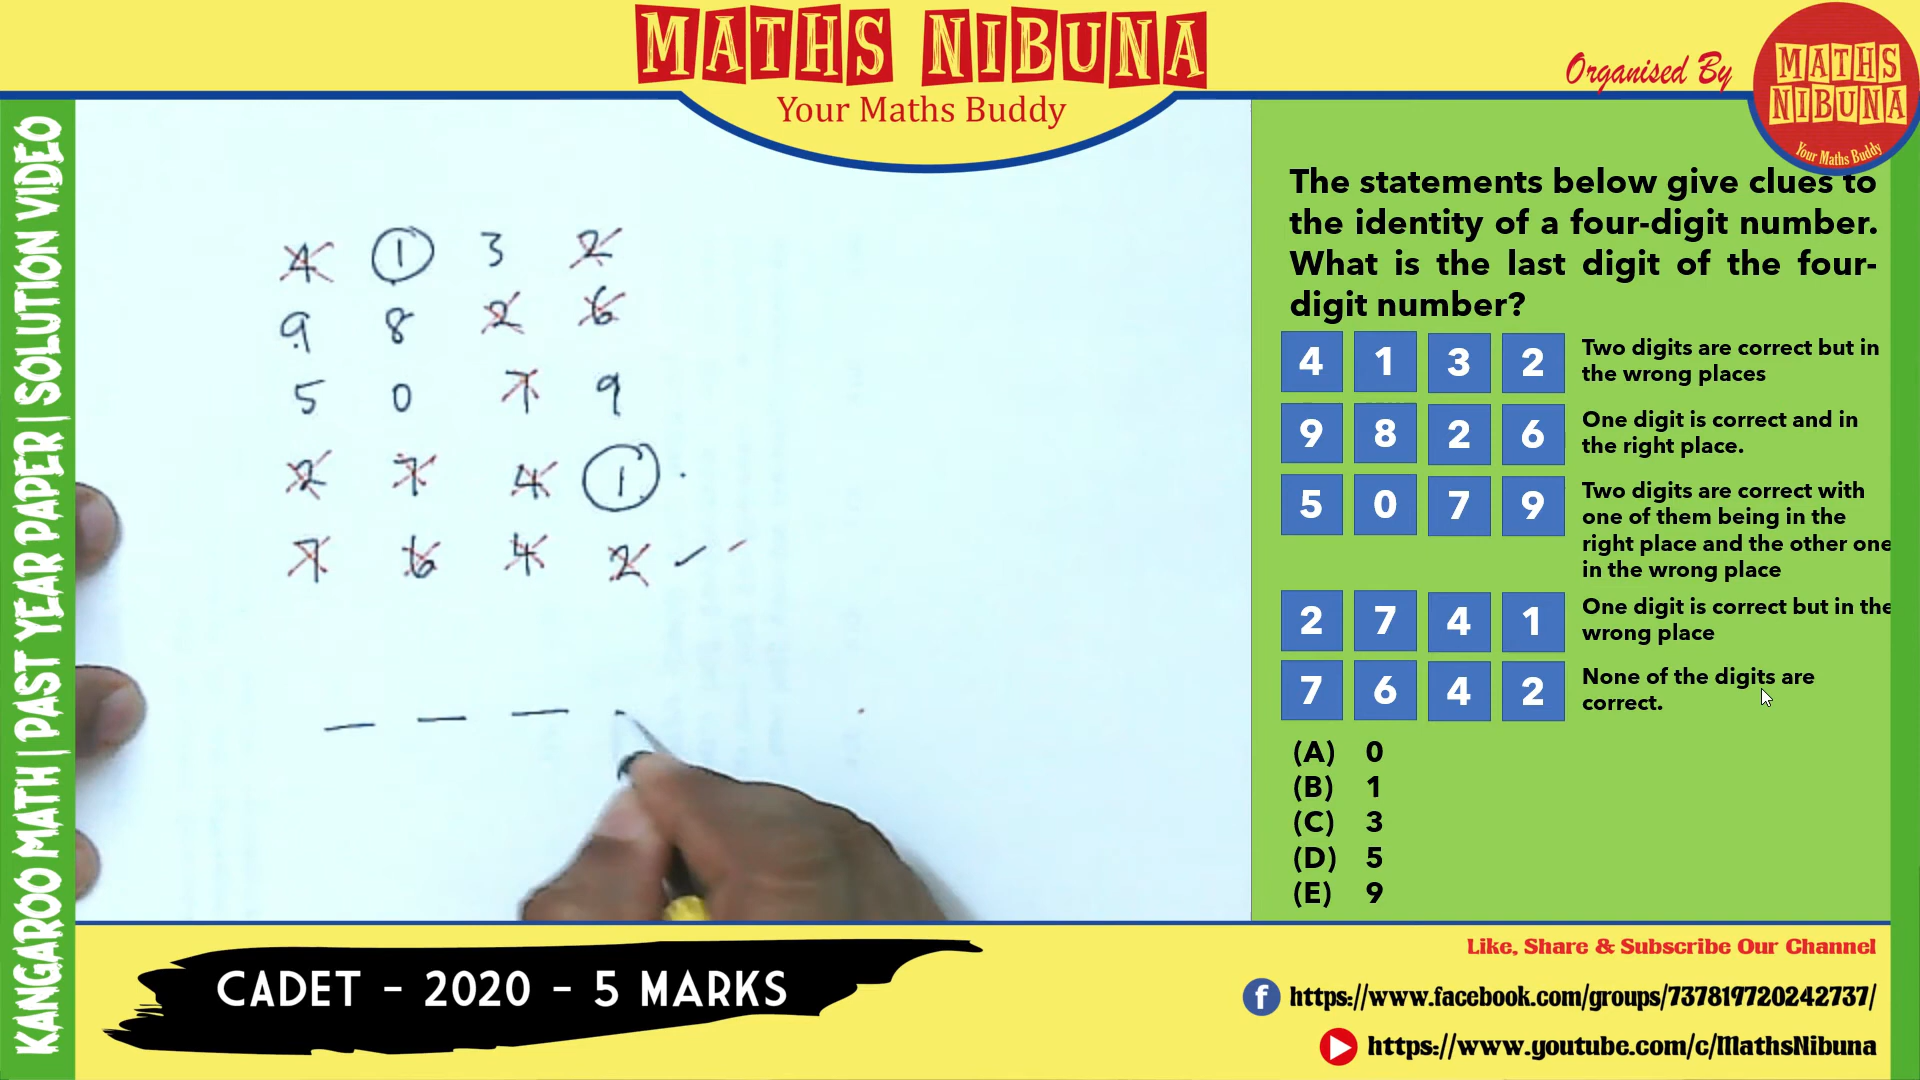 MATHS NIBUNA
Your Maths Buddy
Organised By
MATHS
NIBUNA
Your Maths Buddy
KANGAROO MATH | PAST YEAR PAPER | SOLUTION VIDEO
4 1 3 2
9 8 2 6
5 0 7 9
2 7 4 1 .
7 6 4 2
The statements below give clues to
the identity of a four-digit number.
What is the last digit of the four-
digit number?
4 1 3 2 Two digits are correct but in
the wrong places
9 8 2 6 One digit is correct and in
the right place.
5 0 7 9 Two digits are correct with
one of them being in the
right place and the other one
in the wrong place
2 7 4 1 One digit is correct but in the
wrong place
7 6 4 2 None of the digits are
correct.
(A) 0
(B) 1
(C) 3
(D) 5
(E) 9
CADET - 2020 - 5 MARKS
Like, Share & Subscribe Our Channel
f https://www.facebook.com/groups/737819720242737/
https://www.youtube.com/c/MathsNibuna